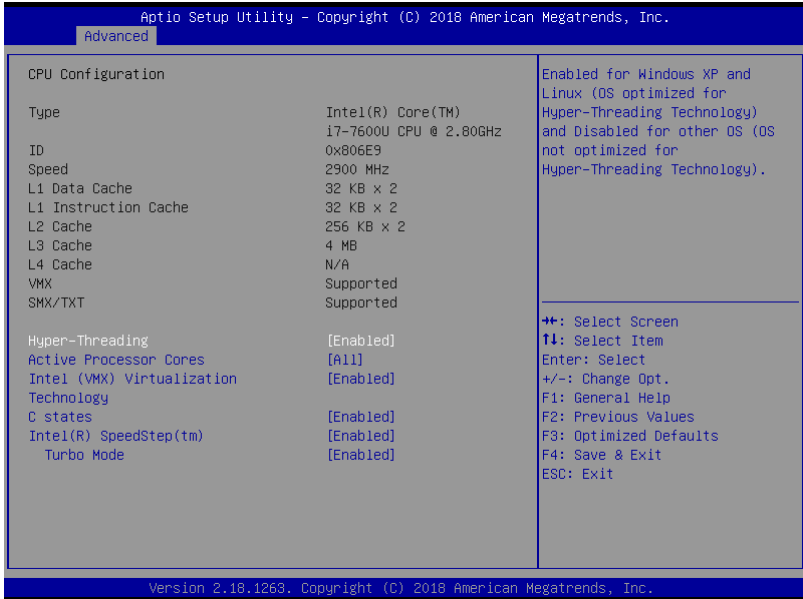 Aptio Setup Utility – Copyright (C) 2018 American Megatrends, Inc.
Advanced
CPU Configuration
Type Intel(R) Core(TM)
i7-7600U CPU @ 2.80GHz
ID 0x806E9
Speed 2900 MHz
L1 Data Cache 32 KB x 2
L1 Instruction Cache 32 KB x 2
L2 Cache 256 KB x 2
L3 Cache 4 MB
L4 Cache N/A
VMX Supported
SMX/TXT Supported
Hyper-Threading [Enabled]
Active Processor Cores [All]
Intel (VMX) Virtualization [Enabled]
Technology
C states [Enabled]
Intel(R) SpeedStep(tm) [Enabled]
Turbo Mode [Enabled]
Enabled for Windows XP and
Linux (OS optimized for
Hyper-Threading Technology)
and Disabled for other OS (OS
not optimized for
Hyper-Threading Technology).
→←: Select Screen
↑↓: Select Item
Enter: Select
+/-: Change Opt.
F1: General Help
F2: Previous Values
F3: Optimized Defaults
F4: Save & Exit
ESC: Exit
Version 2.18.1263. Copyright (C) 2018 American Megatrends, Inc.